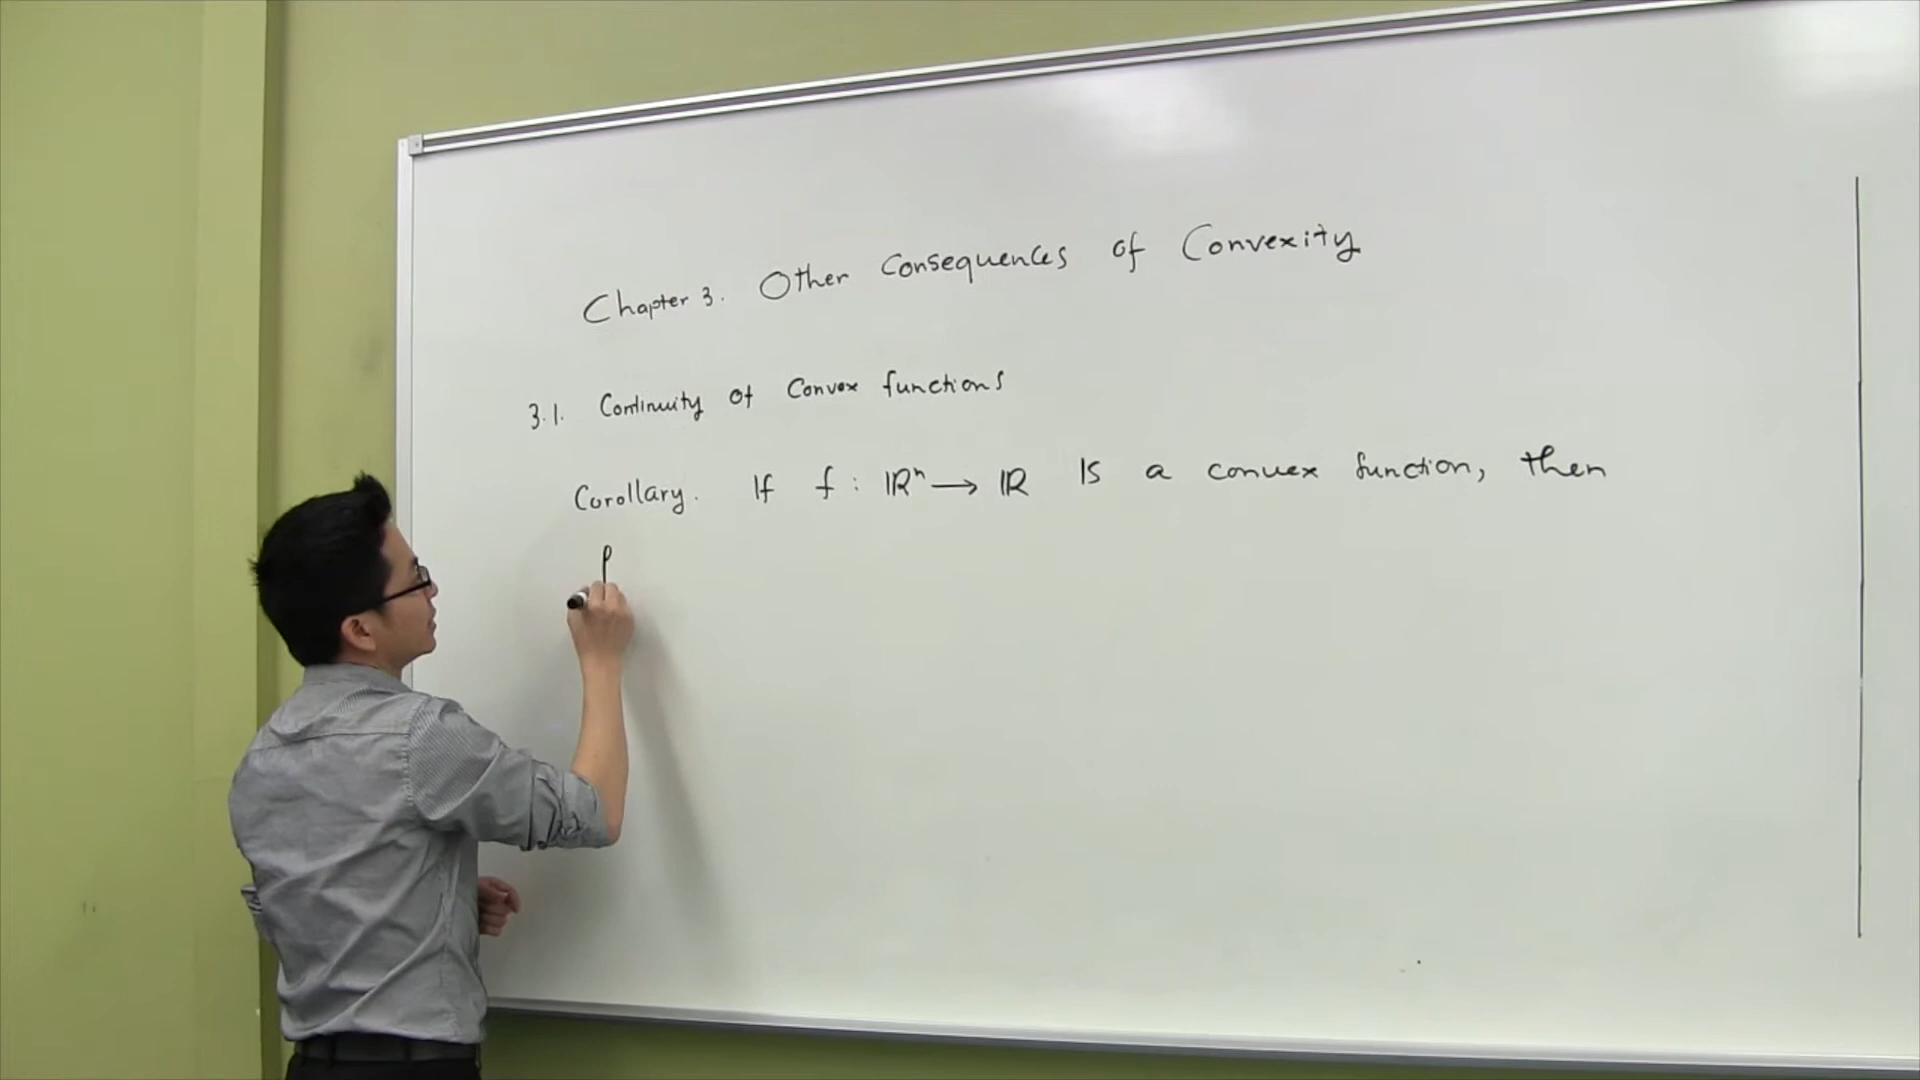 Chapter 3. Other Consequences of Convexity
3.1. Continuity of Convex functions
Corollary. If f : ℝⁿ → ℝ is a convex function, then
f